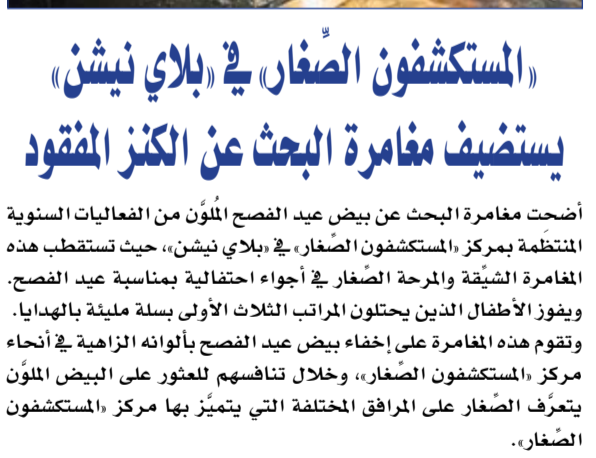 «المستكشفون الصِّغار» في «بلاي نيشن»
يستضيف مغامرة البحث عن الكنز المفقود
أضحت مغامرة البحث عن بيض عيد الفصح المُلوَّن من الفعاليات السنوية
المنتظَمة بمركز «المستكشفون الصِّغار» في «بلاي نيشن»، حيث تستقطب هذه
المغامرة الشيِّقة والمرحة الصِّغار في أجواء احتفالية بمناسبة عيد الفصح.
ويفوز الأطفال الذين يحتلون المراتب الثلاث الأولى بسلة مليئة بالهدايا.
وتقوم هذه المغامرة على إخفاء بيض عيد الفصح بألوانه الزاهية في أنحاء
مركز «المستكشفون الصِّغار»، وخلال تنافسهم للعثور على البيض الملوَّن
يتعرَّف الصِّغار على المرافق المختلفة التي يتميَّز بها مركز «المستكشفون
الصِّغار».